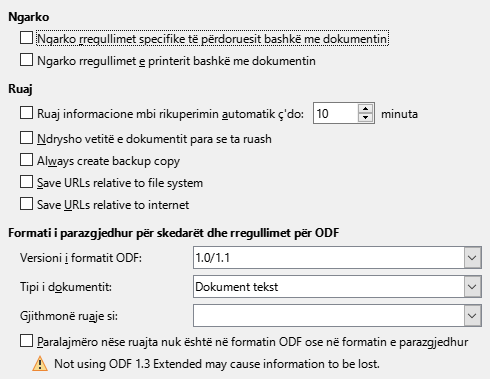 Ngarko
Ngarko rregullimet specifike të përdoruesit bashkë me dokumentin
Ngarko rregullimet e printerit bashkë me dokumentin
Ruaj
Ruaj informacione mbi rikuperimin automatik ç'do: 10 minuta
Ndrysho vetitë e dokumentit para se ta ruash
Always create backup copy
Save URLs relative to file system
Save URLs relative to internet
Formati i parazgjedhur për skedarët dhe rregullimet për ODF
Versioni i formatit ODF: 1.0/1.1
Tipi i dokumentit: Dokument tekst
Gjithmonë ruaje si:
Paralajmëro nëse ruajta nuk është në formatin ODF ose në formatin e parazgjedhur
Not using ODF 1.3 Extended may cause information to be lost.